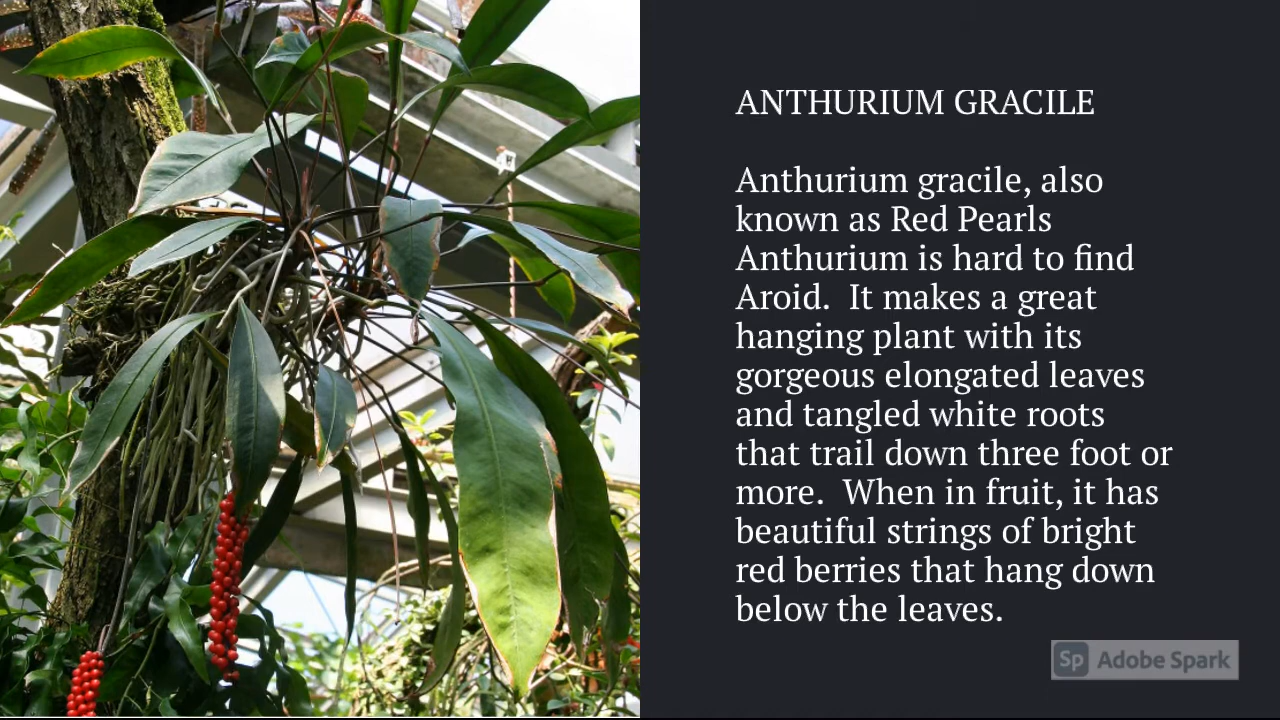 ANTHURIUM GRACILE
Anthurium gracile, also
known as Red Pearls
Anthurium is hard to find
Aroid.  It makes a great
hanging plant with its
gorgeous elongated leaves
and tangled white roots
that trail down three foot or
more.  When in fruit, it has
beautiful strings of bright
red berries that hang down
below the leaves.
Sp Adobe Spark